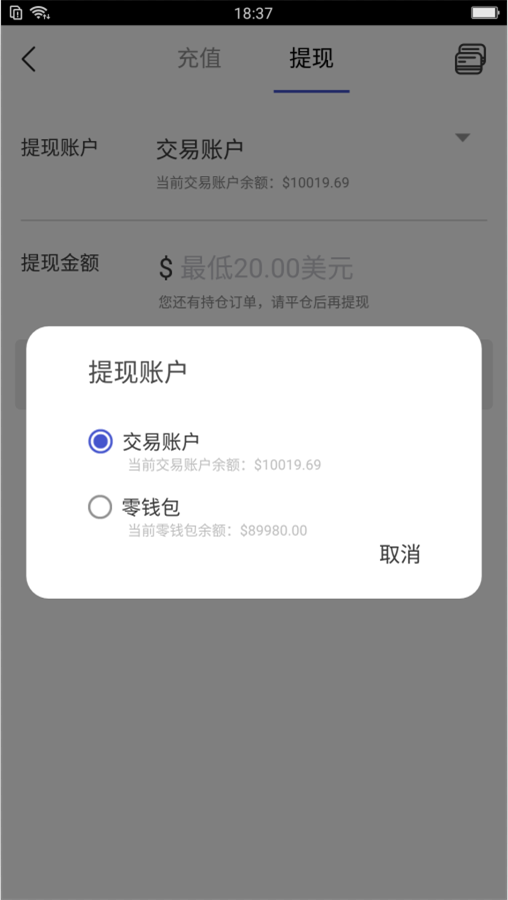 18:37
充值
提现
提现账户
交易账户
当前交易账户余额：$10019.69
提现金额
$ 最低20.00美元
您还有持仓订单，请平仓后再提现
提现账户
交易账户
当前交易账户余额：$10019.69
零钱包
当前零钱包余额：$89980.00
取消